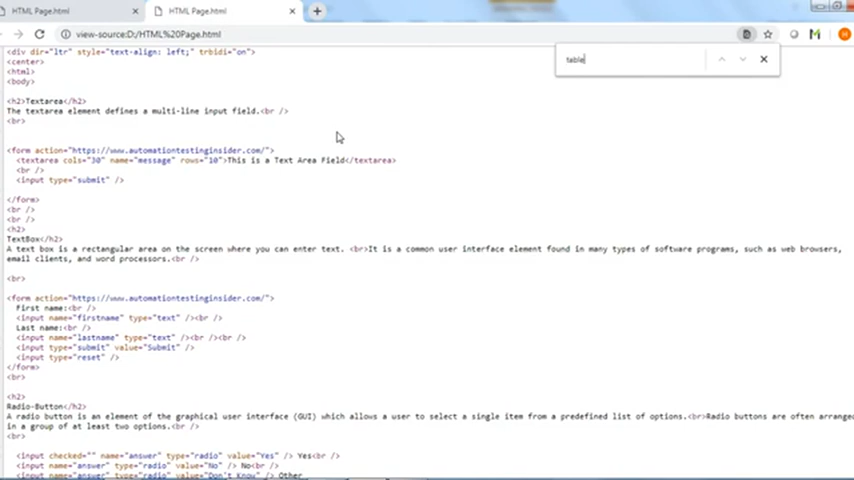 HTML Page.html
HTML Page.html
view-source:D:/HTML%20Page.html
table
<div dir="ltr" style="text-align: left;" trbidi="on">
<center>
<html>
<body>
<h2>Textarea</h2>
The textarea element defines a multi-line input field.<br />
<br>
<form action="https://www.automationtestinginsider.com/">
<textarea cols="30" name="message" rows="10">This is a Text Area Field</textarea>
<br />
<input type="submit" />
</form>
<br />
<br />
<h2>
TextBox</h2>
A text box is a rectangular area on the screen where you can enter text. <br>It is a common user interface element found in many types of software programs, such as web browsers,
email clients, and word processors.<br />
<br>
<form action="https://www.automationtestinginsider.com/">
First name:<br />
<input name="firstname" type="text" /><br />
Last name:<br />
<input name="lastname" type="text" /><br /><br />
<input type="submit" value="Submit" />
<input type="reset" />
</form>
<br>
<h2>
Radio-Button</h2>
A radio button is an element of the graphical user interface (GUI) which allows a user to select a single item from a predefined list of options.<br>Radio buttons are often arranged
in a group of at least two options.<br />
<br>
<input checked="" name="answer" type="radio" value="Yes" /> Yes<br />
<input name="answer" type="radio" value="No" /> No<br />
<input name="answer" type="radio" value="Don't Know" /> Other